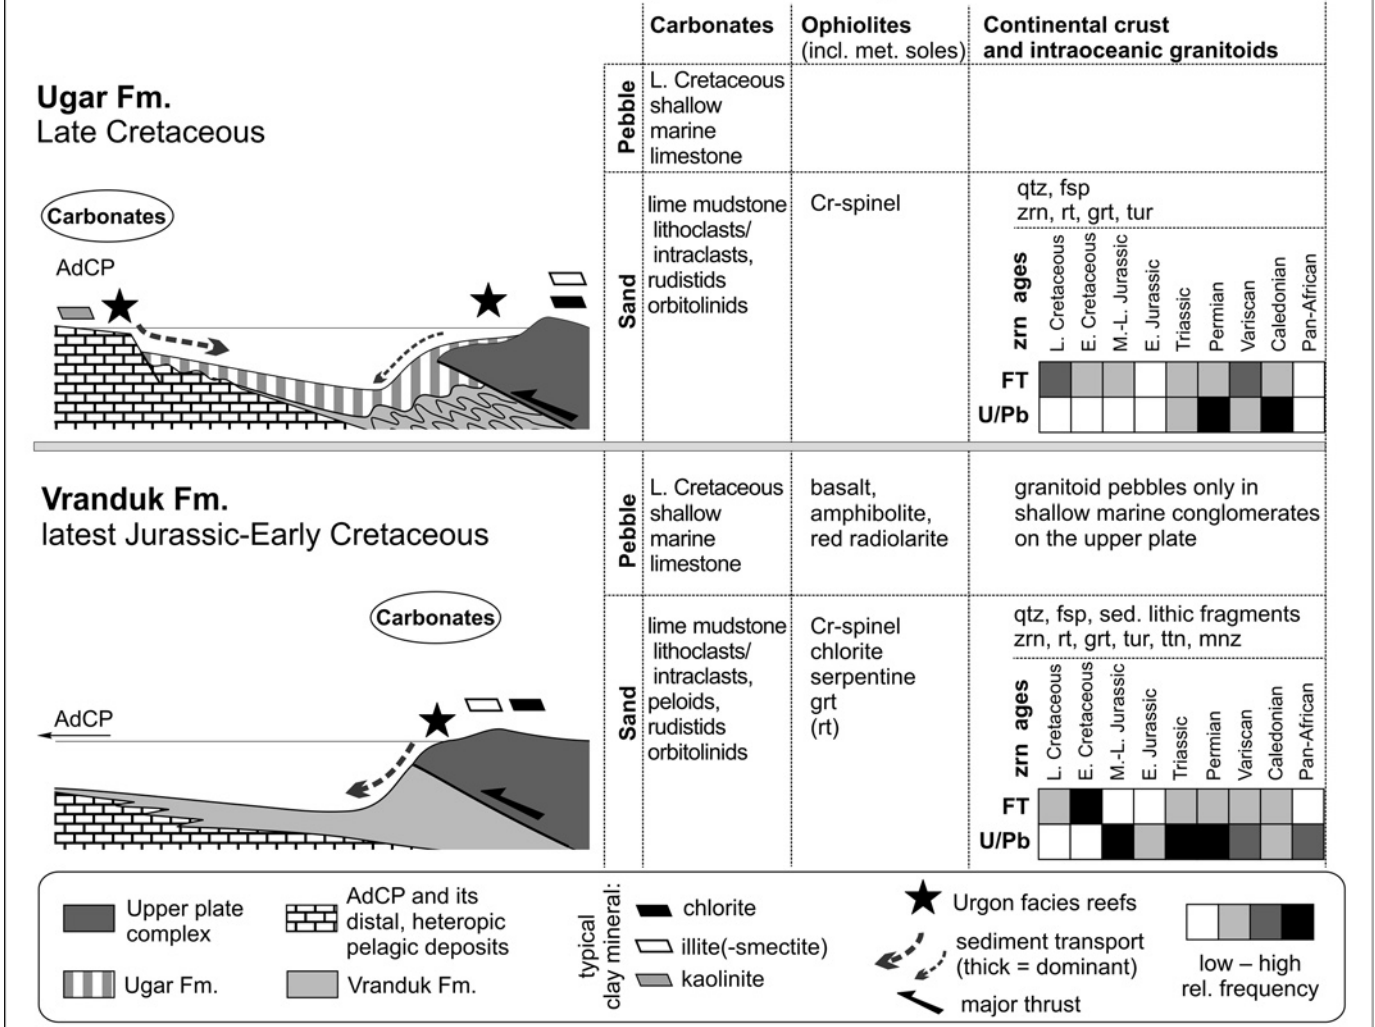 Carbonates
Ophiolites
(incl. met. soles)
Continental crust
and intraoceanic granitoids
Ugar Fm.
Late Cretaceous
Carbonates
AdCP
Pebble
L. Cretaceous
shallow
marine
limestone
Sand
lime mudstone
lithoclasts/
intraclasts,
rudistids
orbitolinids
Cr-spinel
qtz, fsp
zrn, rt, grt, tur
zrn ages
L. Cretaceous
E. Cretaceous
M.-L. Jurassic
E. Jurassic
Triassic
Permian
Variscan
Caledonian
Pan-African
FT
U/Pb
Vranduk Fm.
latest Jurassic-Early Cretaceous
Carbonates
AdCP
Pebble
L. Cretaceous
shallow
marine
limestone
basalt,
amphibolite,
red radiolarite
granitoid pebbles only in
shallow marine conglomerates
on the upper plate
Sand
lime mudstone
lithoclasts/
intraclasts,
peloids,
rudistids
orbitolinids
Cr-spinel
chlorite
serpentine
grt
(rt)
qtz, fsp, sed. lithic fragments
zrn, rt, grt, tur, ttn, mnz
zrn ages
L. Cretaceous
E. Cretaceous
M.-L. Jurassic
E. Jurassic
Triassic
Permian
Variscan
Caledonian
Pan-African
FT
U/Pb
Upper plate
complex
Ugar Fm.
AdCP and its
distal, heteropic
pelagic deposits
Vranduk Fm.
typical
clay mineral:
chlorite
illite(-smectite)
kaolinite
Urgon facies reefs
sediment transport
(thick = dominant)
major thrust
low – high
rel. frequency